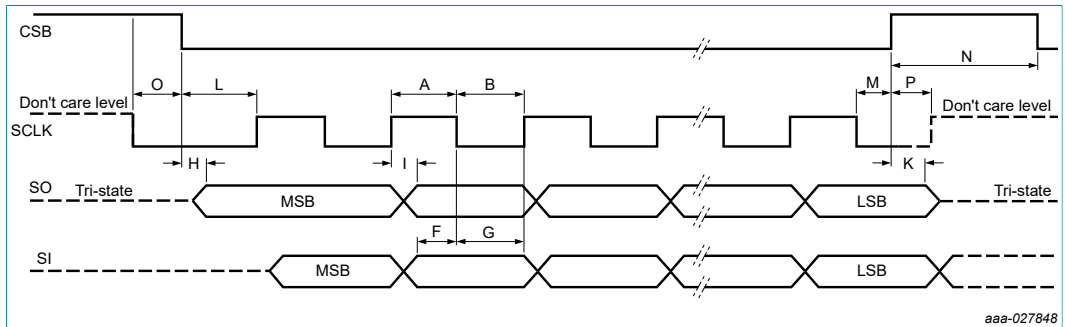 CSB
N
O L A B M P
Don't care level Don't care level
SCLK
H I K
SO Tri-state MSB LSB Tri-state
F G
SI
MSB LSB
aaa-027848